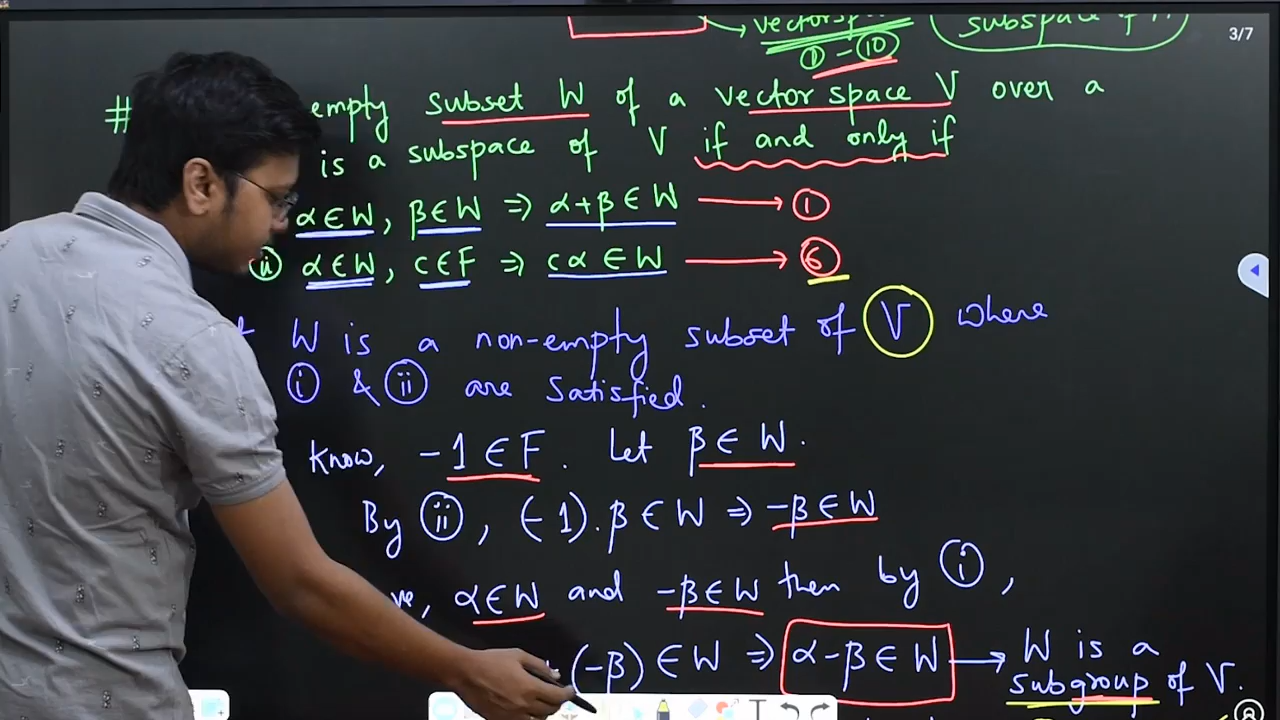 vector space
① – ⑩
subspace of
3/7
# empty subset W of a vector space V over a
is a subspace of V if and only if
α∈W, β∈W ⇒ α+β∈W → ①
ⅱ α∈W, c∈F ⇒ cα∈W → ⑥
W is a non-empty subset of V where
ⓘ & ⓘⓘ are satisfied.
Know, -1∈F. Let β∈W.
By ⓘⓘ, (-1).β∈W ⇒ -β∈W
α∈W and -β∈W then by ⓘ,
(-β)∈W ⇒ α-β∈W → W is a
subgroup of V.
⑧
T